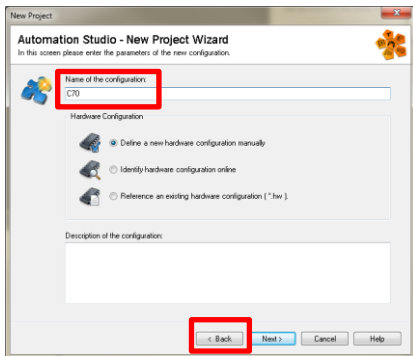 New Project
Automation Studio - New Project Wizard
In this screen please enter the parameters of the new configuration.
Name of the configuration:
C70
Hardware Configuration
Define a new hardware configuration manually
Identify hardware configuration online
Reference an existing hardware configuration ( *.hw ).
Description of the configuration:
< Back
Next >
Cancel
Help